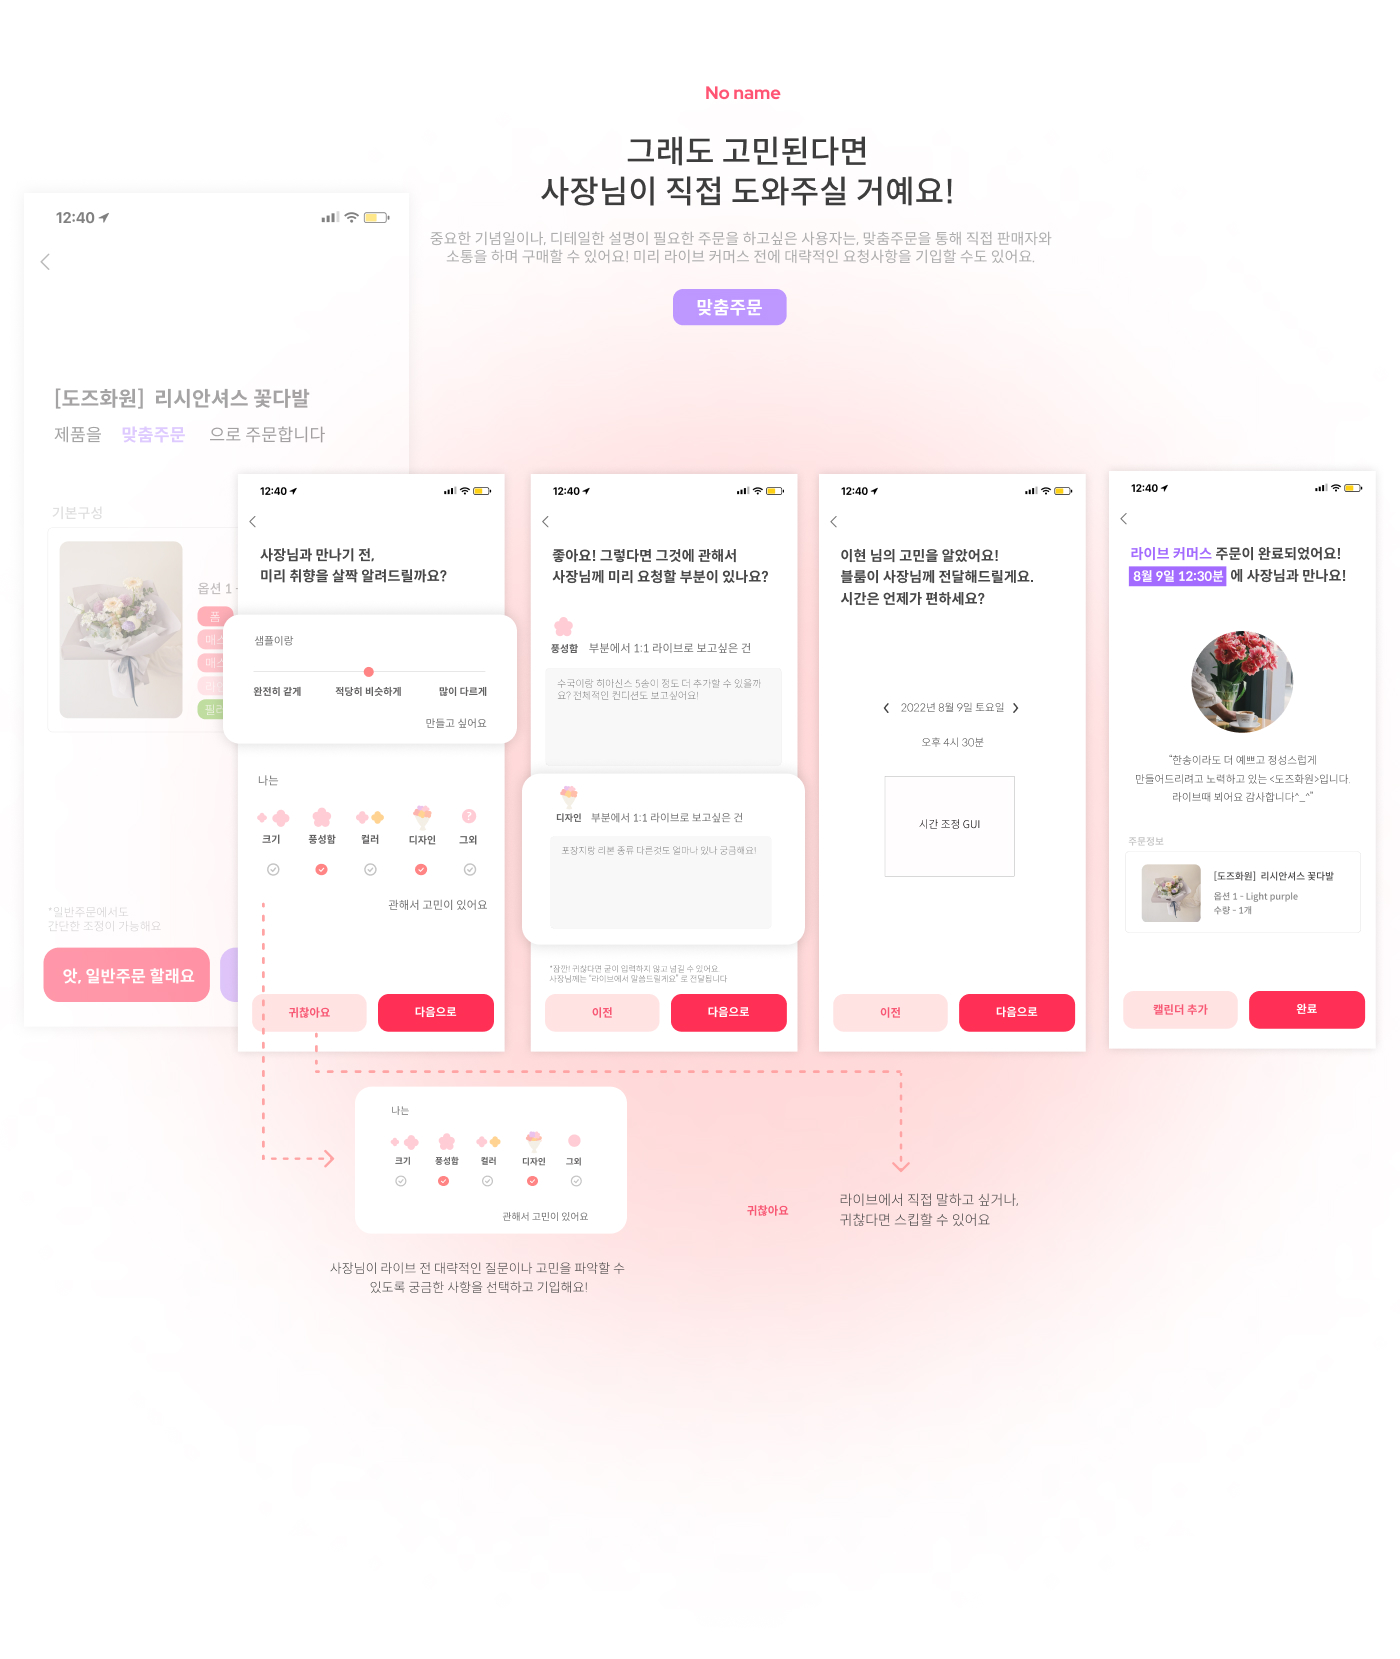 No name
그래도 고민된다면
사장님이 직접 도와주실 거예요!
중요한 기념일이나, 디테일한 설명이 필요한 주문을 하고싶은 사용자는, 맞춤주문을 통해 직접 판매자와
소통을 하며 구매할 수 있어요! 미리 라이브 커머스 전에 대략적인 요청사항을 기입할 수도 있어요.
맞춤주문
12:40
[도즈화원] 리시안셔스 꽃다발
제품을 맞춤주문 으로 주문합니다
기본구성
옵션 1 -
폼
*일반주문에서도
간단한 조정이 가능해요
앗, 일반주문 할래요
12:40
사장님과 만나기 전,
미리 취향을 살짝 알려드릴까요?
샘플이랑
완전히 같게 적당히 비슷하게 많이 다르게
만들고 싶어요
나는
크기 풍성함 컬러 디자인 그외
관해서 고민이 있어요
귀찮아요 다음으로
12:40
좋아요! 그렇다면 그것에 관해서
사장님께 미리 요청할 부분이 있나요?
풍성함 부분에서 1:1 라이브로 보고싶은 건
수국이랑 히아신스 5송이 정도 더 추가할 수 있을까
요? 전체적인 컨디션도 보고싶어요!
디자인 부분에서 1:1 라이브로 보고싶은 건
포장지랑 리본 종류 다른것도 얼마나 있나 궁금해요!
*잠깐! 귀찮다면 굳이 입력하지 않고 넘길 수 있어요.
사장님께는 “라이브에서 말씀드릴게요” 로 전달됩니다
이전 다음으로
12:40
이현 님의 고민을 알았어요!
블룸이 사장님께 전달해드릴게요.
시간은 언제가 편하세요?
2022년 8월 9일 토요일
오후 4시 30분
시간 조정 GUI
이전 다음으로
12:40
라이브 커머스 주문이 완료되었어요!
8월 9일 12:30분 에 사장님과 만나요!
“한송이라도 더 예쁘고 정성스럽게
만들어드리려고 노력하고 있는 <도즈화원>입니다.
라이브때 봬어요 감사합니다^_^”
주문정보
[도즈화원] 리시안셔스 꽃다발
옵션 1 - Light purple
수량 - 1개
캘린더 추가 완료
나는
크기 풍성함 컬러 디자인 그외
관해서 고민이 있어요
사장님이 라이브 전 대략적인 질문이나 고민을 파악할 수
있도록 궁금한 사항을 선택하고 기입해요!
귀찮아요
라이브에서 직접 말하고 싶거나,
귀찮다면 스킵할 수 있어요